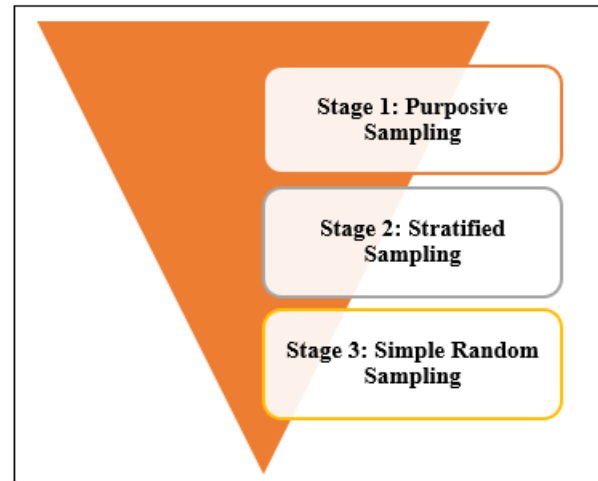 Stage 1: Purposive
Sampling
Stage 2: Stratified
Sampling
Stage 3: Simple Random
Sampling